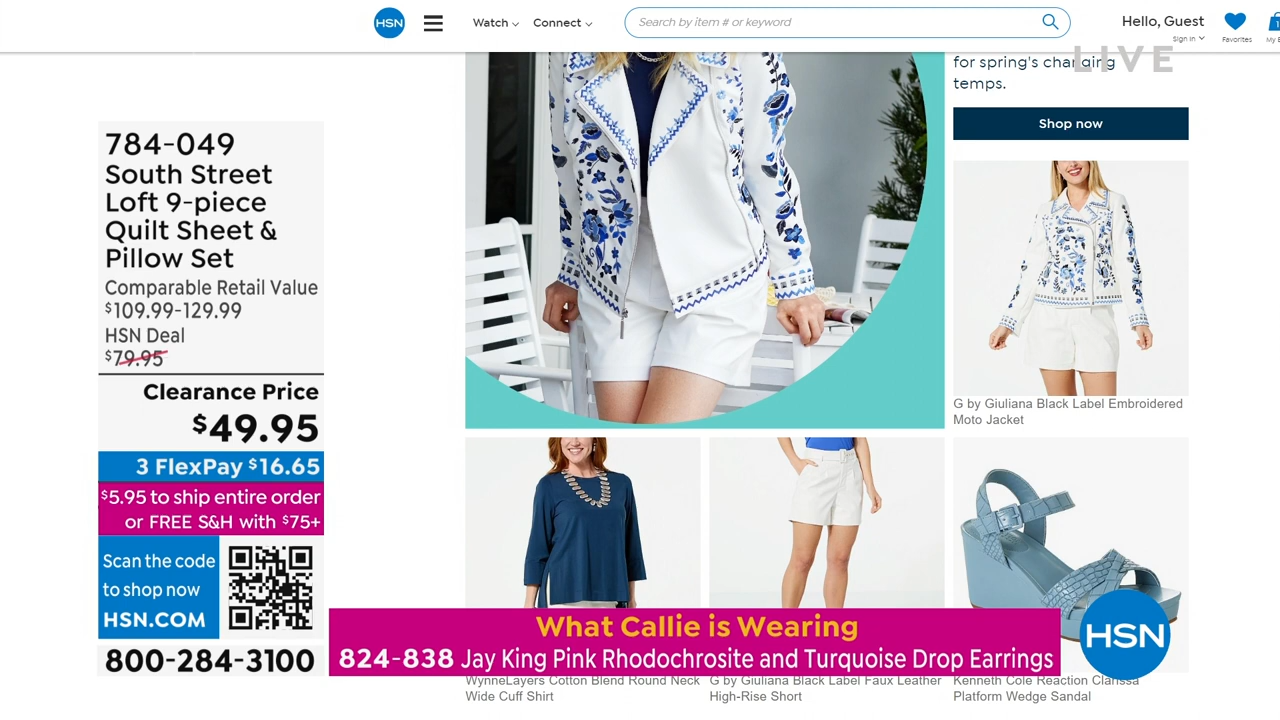 HSN
Watch
Connect
Search by item # or keyword
Hello, Guest
Sign In
Favorites
LIVE
for spring's changing
temps.
Shop now
784-049
South Street
Loft 9-piece
Quilt Sheet &
Pillow Set
Comparable Retail Value
$109.99-129.99
HSN Deal
$79.95
Clearance Price
$49.95
3 FlexPay $16.65
$5.95 to ship entire order
or FREE S&H with $75+
Scan the code
to shop now
HSN.COM
800-284-3100
G by Giuliana Black Label Embroidered
Moto Jacket
What Callie is Wearing
824-838 Jay King Pink Rhodochrosite and Turquoise Drop Earrings
HSN
WynneLayers Cotton Blend Round Neck
Wide Cuff Shirt
G by Giuliana Black Label Faux Leather
High-Rise Short
Kenneth Cole Reaction Clarissa
Platform Wedge Sandal